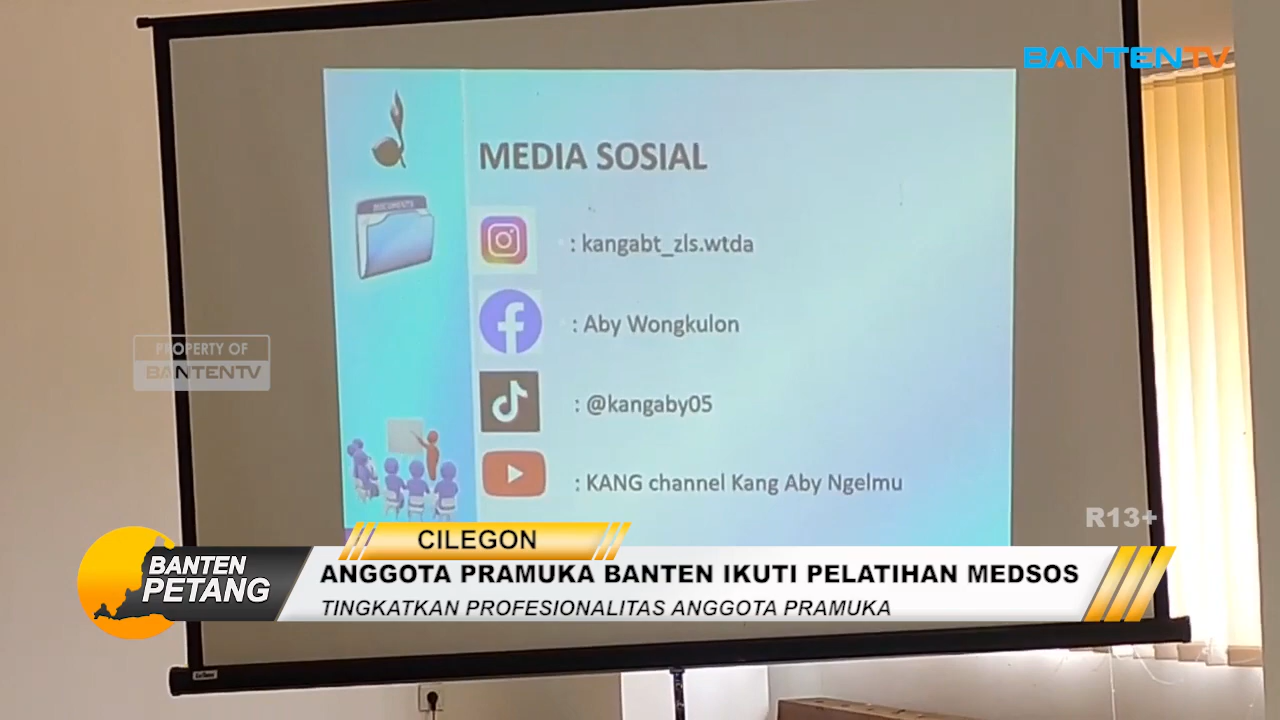 BANTENTV
DOCUMENTS
MEDIA SOSIAL
: kangabt_zls.wtda
: Aby Wongkulon
: @kangaby05
: KANG channel Kang Aby Ngelmu
PROPERTY OF
BANTENTV
R13+
CILEGON
BANTEN
PETANG
ANGGOTA PRAMUKA BANTEN IKUTI PELATIHAN MEDSOS
TINGKATKAN PROFESIONALITAS ANGGOTA PRAMUKA